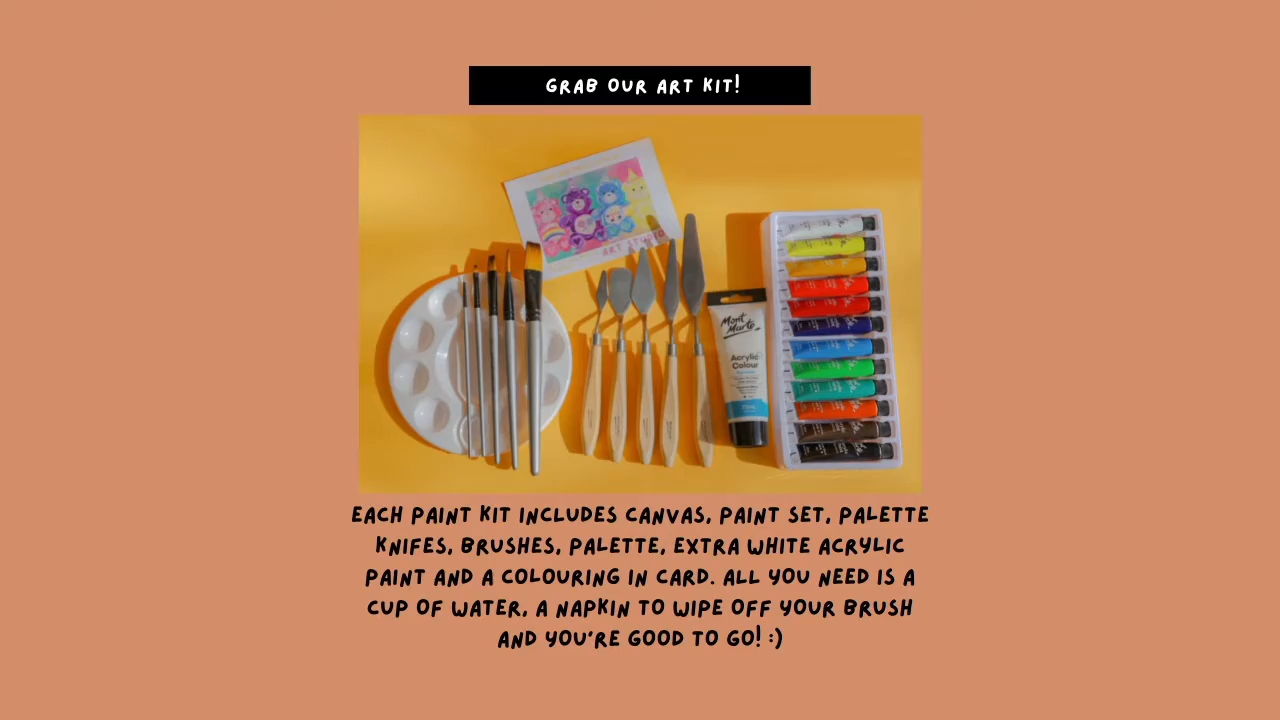 GRAB OUR ART KIT!
ART STUDIO
Mont
Marte
Acrylic
Colour
EACH PAINT KIT INCLUDES CANVAS, PAINT SET, PALETTE
KNIFES, BRUSHES, PALETTE, EXTRA WHITE ACRYLIC
PAINT AND A COLOURING IN CARD. ALL YOU NEED IS A
CUP OF WATER, A NAPKIN TO WIPE OFF YOUR BRUSH
AND YOU'RE GOOD TO GO! :)